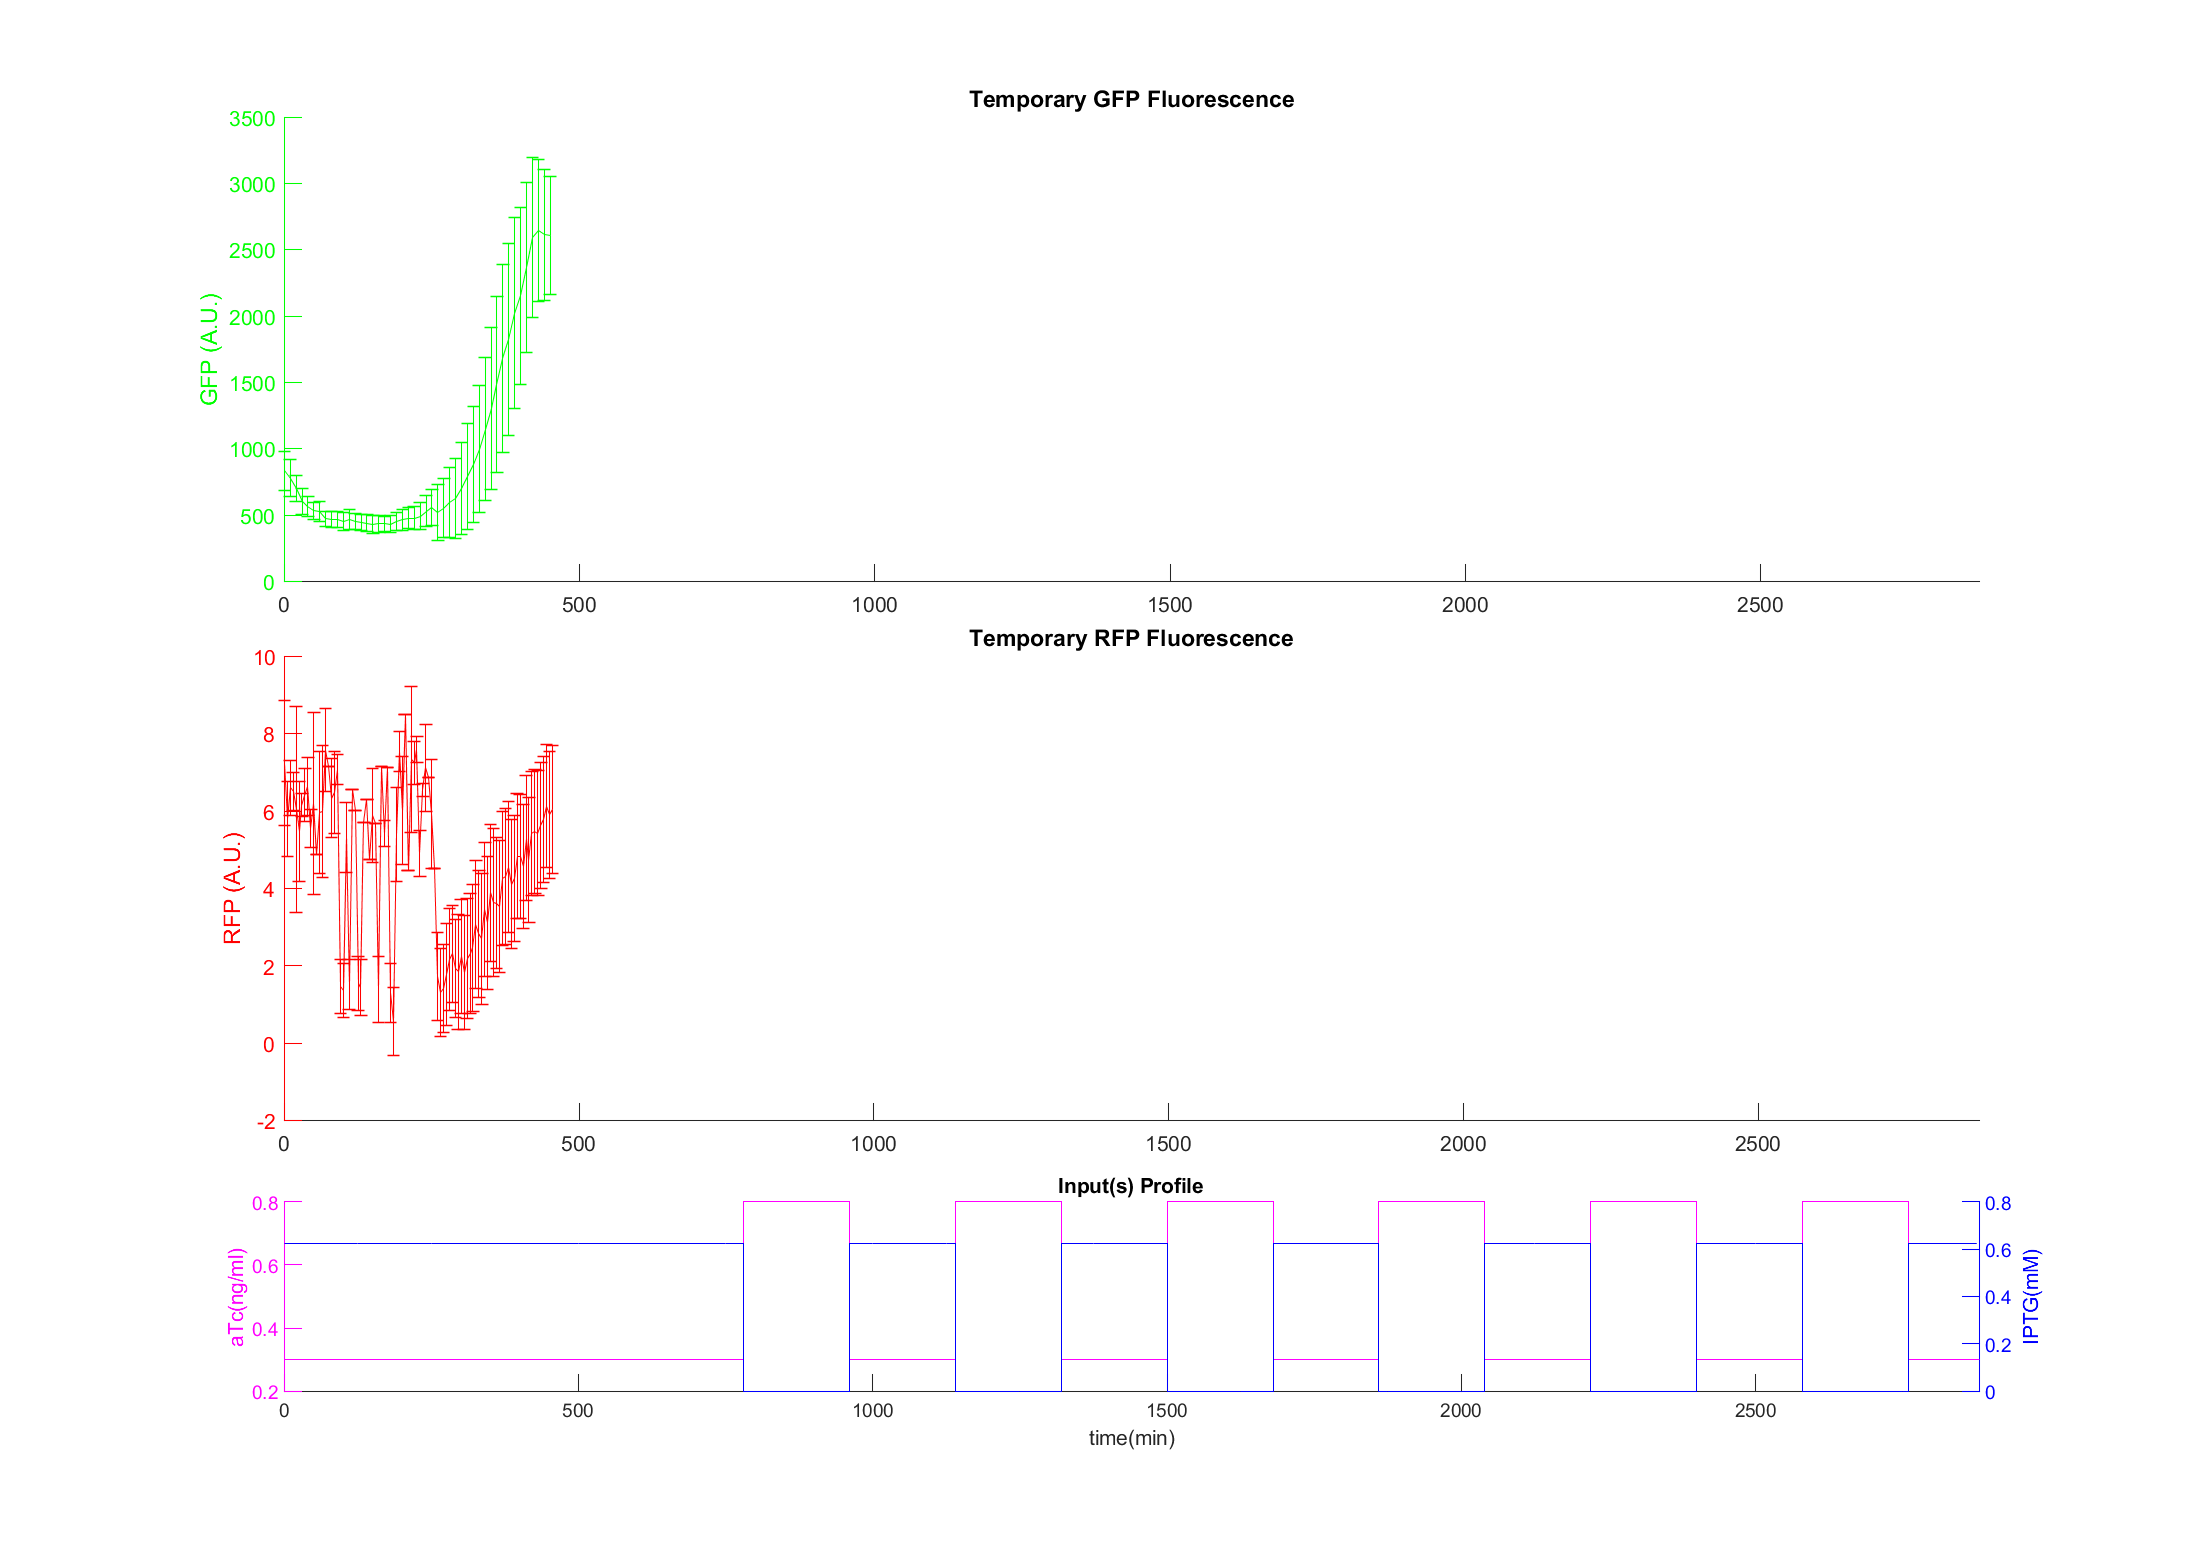 Temporary GFP Fluorescence
3500
3000
2500
2000
1500
1000
500
0
GFP (A.U.)
0 500 1000 1500 2000 2500
Temporary RFP Fluorescence
10
8
6
4
2
0
-2
RFP (A.U.)
0 500 1000 1500 2000 2500
Input(s) Profile
0.8
0.6
0.4
0.2
aTc(ng/ml)
0.8
0.6
0.4
0.2
0
IPTG(mM)
0 500 1000 1500 2000 2500
time(min)